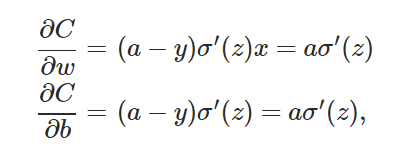 ∂C/∂w = (a − y)σ′(z)x = aσ′(z)
∂C/∂b = (a − y)σ′(z) = aσ′(z),